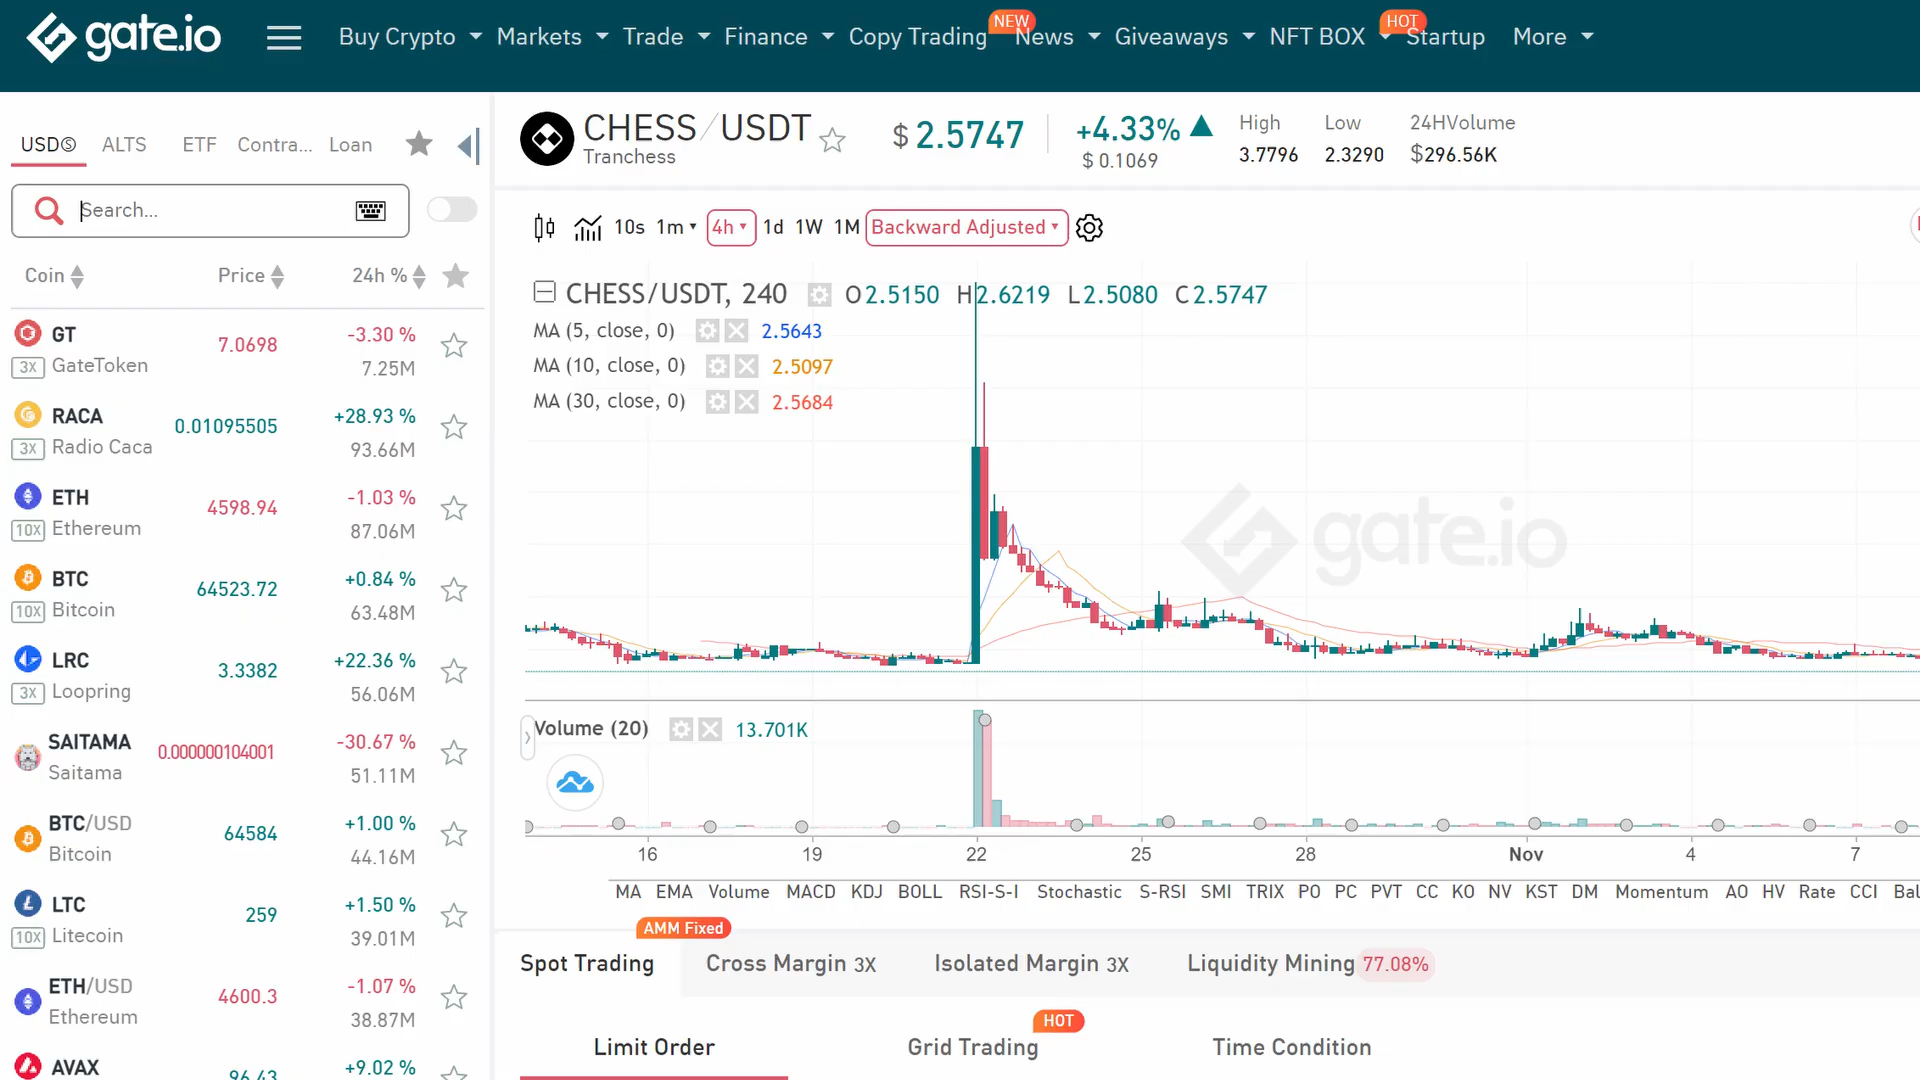 gate.io
Buy Crypto Markets Trade Finance Copy Trading NEW News Giveaways NFT BOX HOT Startup More
USDⓈ ALTS ETF Contra... Loan
Search...
Coin Price 24h %
GT 7.0698 -3.30 %
3X GateToken 7.25M
RACA 0.01095505 +28.93 %
3X Radio Caca 93.66M
ETH 4598.94 -1.03 %
10X Ethereum 87.06M
BTC 64523.72 +0.84 %
10X Bitcoin 63.48M
LRC 3.3382 +22.36 %
3X Loopring 56.06M
SAITAMA 0.000000104001 -30.67 %
Saitama 51.11M
BTC/USD 64584 +1.00 %
Bitcoin 44.16M
LTC 259 +1.50 %
10X Litecoin 39.01M
ETH/USD 4600.3 -1.07 %
Ethereum 38.87M
AVAX 96.43 +9.02 %
CHESS/USDT
Tranchess
$ 2.5747
+4.33%
$ 0.1069
High Low 24HVolume
3.7796 2.3290 $296.56K
10s 1m 4h 1d 1W 1M Backward Adjusted
CHESS/USDT, 240 O 2.5150 H 2.6219 L 2.5080 C 2.5747
MA (5, close, 0) 2.5643
MA (10, close, 0) 2.5097
MA (30, close, 0) 2.5684
gate.io
Volume (20) 13.701K
16 19 22 25 28 Nov 4 7
MA EMA Volume MACD KDJ BOLL RSI-S-I Stochastic S-RSI SMI TRIX PO PC PVT CC KO NV KST DM Momentum AO HV Rate CCI Bal
AMM Fixed
Spot Trading Cross Margin 3X Isolated Margin 3X Liquidity Mining 77.08%
HOT
Limit Order Grid Trading Time Condition